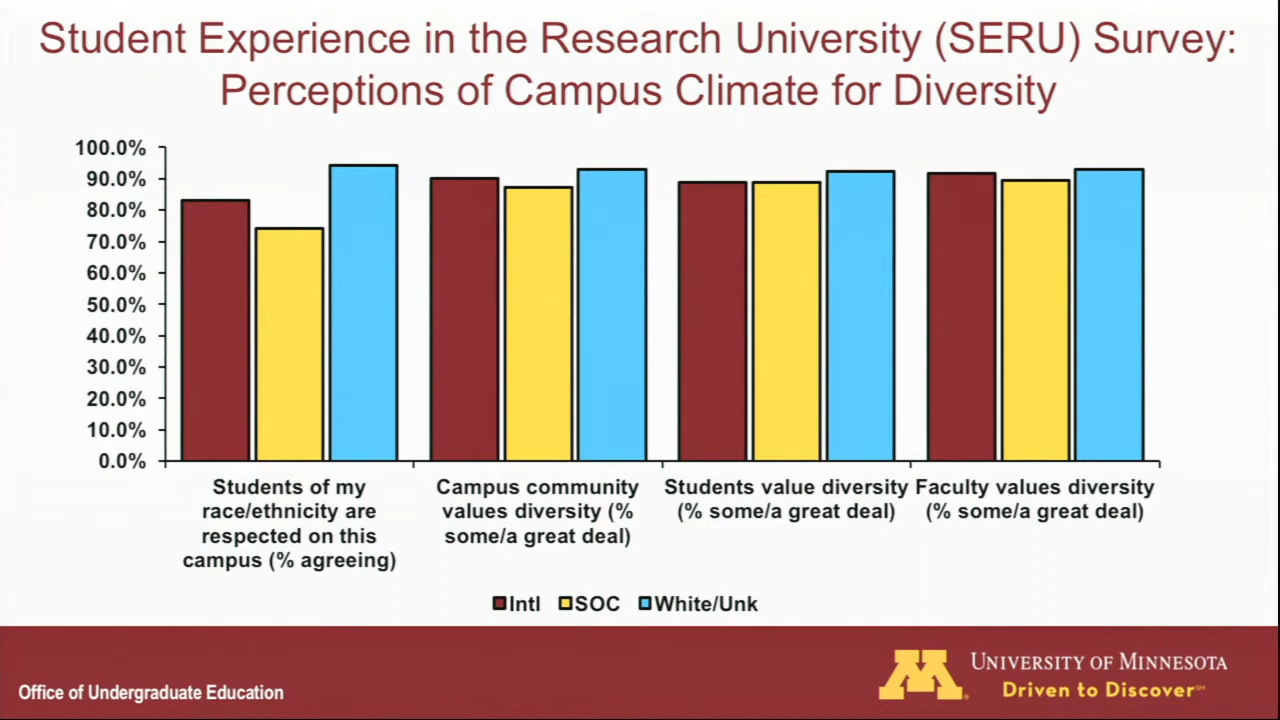 Student Experience in the Research University (SERU) Survey:
Perceptions of Campus Climate for Diversity
100.0%
90.0%
80.0%
70.0%
60.0%
50.0%
40.0%
30.0%
20.0%
10.0%
0.0%
Students of my
race/ethnicity are
respected on this
campus (% agreeing)
Campus community
values diversity (%
some/a great deal)
Students value diversity
(% some/a great deal)
Faculty values diversity
(% some/a great deal)
Intl SOC White/Unk
Office of Undergraduate Education
M
UNIVERSITY OF MINNESOTA
Driven to Discover℠